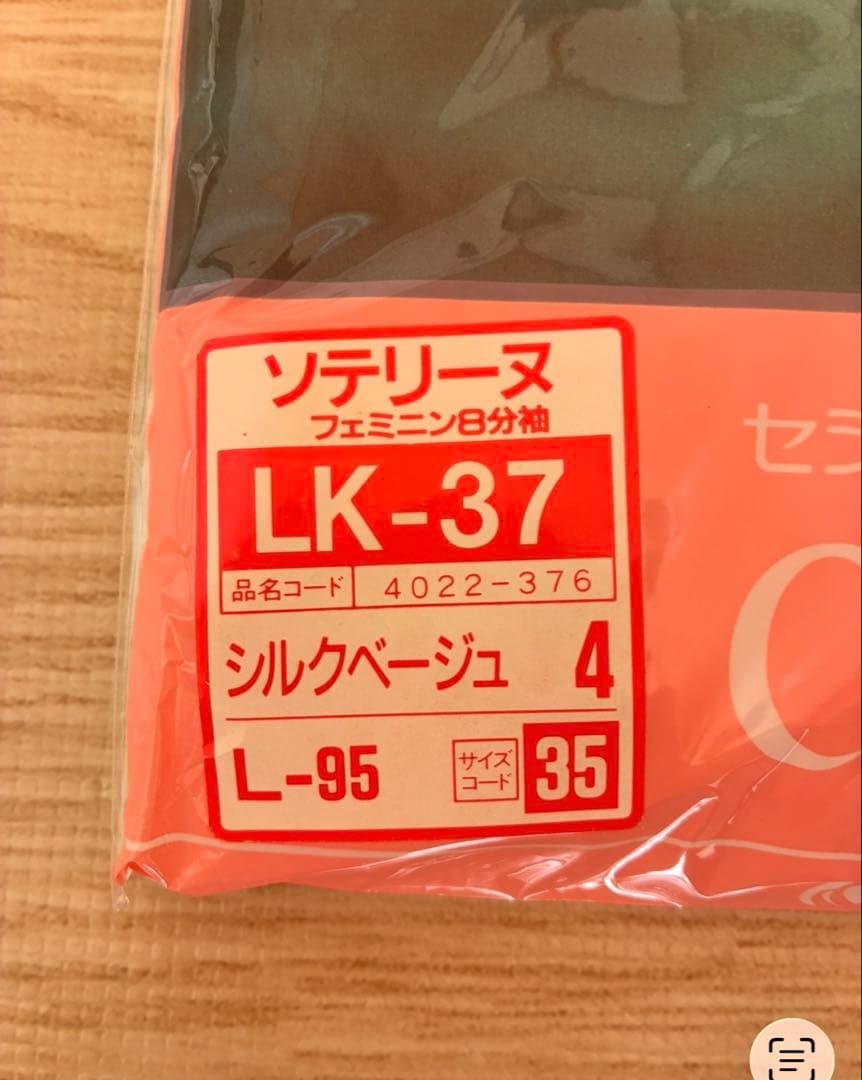 ソテリーヌ
フェミニン8分袖
LK-37
品名コード 4022-376
シルクベージュ 4
L-95 サイズコード 35
セシ